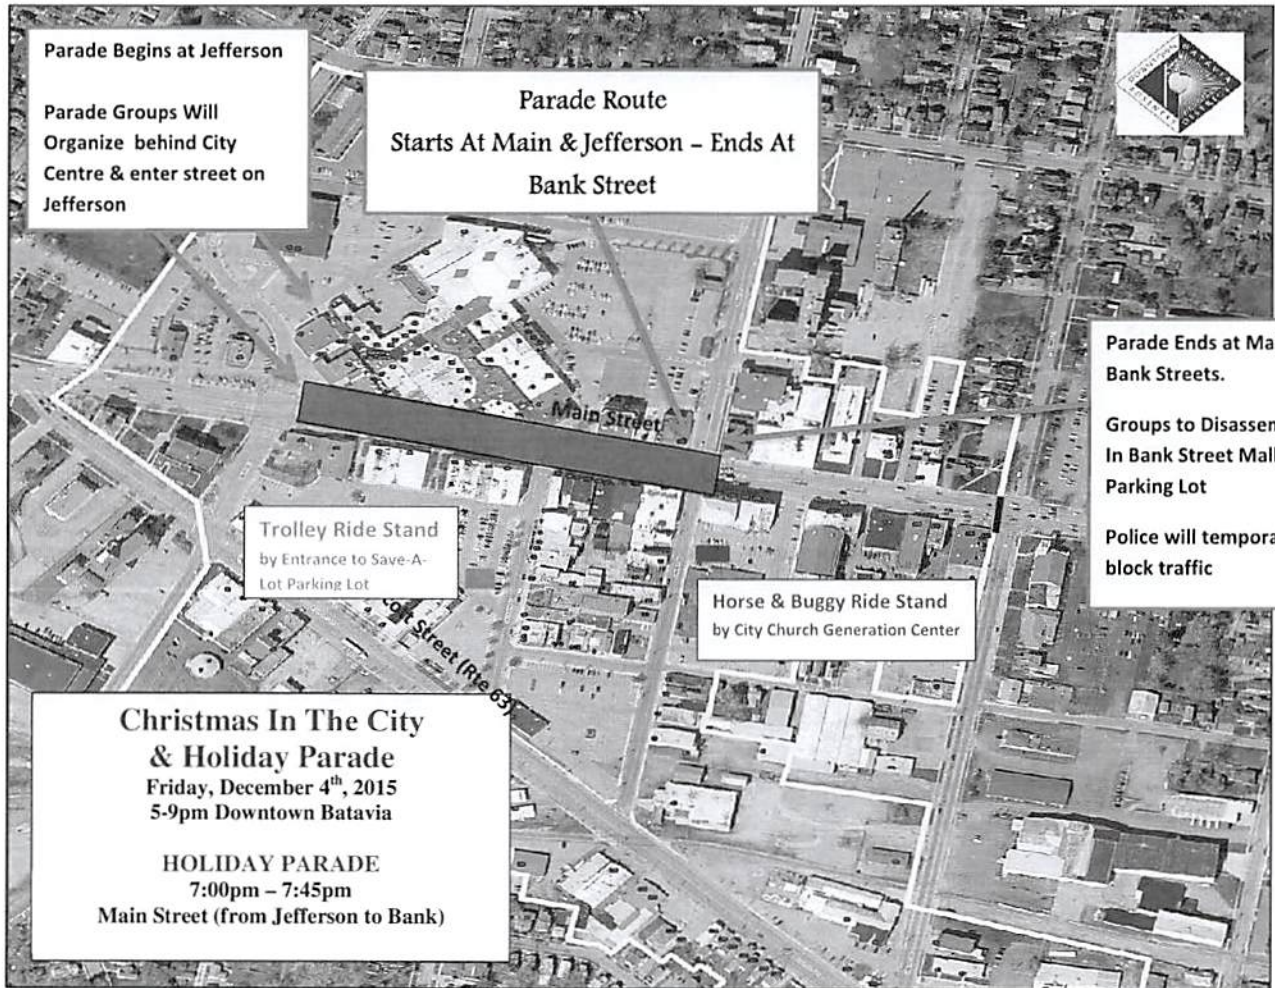 Parade Begins at Jefferson
Parade Groups Will
Organize behind City
Centre & enter street on
Jefferson
Parade Route
Starts At Main & Jefferson – Ends At
Bank Street
DOWNTOWN
BATAVIA
BUSINESS
DISTRICT
Parade Ends at Ma
Bank Streets.
Groups to Disassem
In Bank Street Mall
Parking Lot
Police will tempora
block traffic
Main Street
Trolley Ride Stand
by Entrance to Save-A-
Lot Parking Lot
Street (Rte 63)
Horse & Buggy Ride Stand
by City Church Generation Center
Christmas In The City
& Holiday Parade
Friday, December 4th, 2015
5-9pm Downtown Batavia
HOLIDAY PARADE
7:00pm – 7:45pm
Main Street (from Jefferson to Bank)